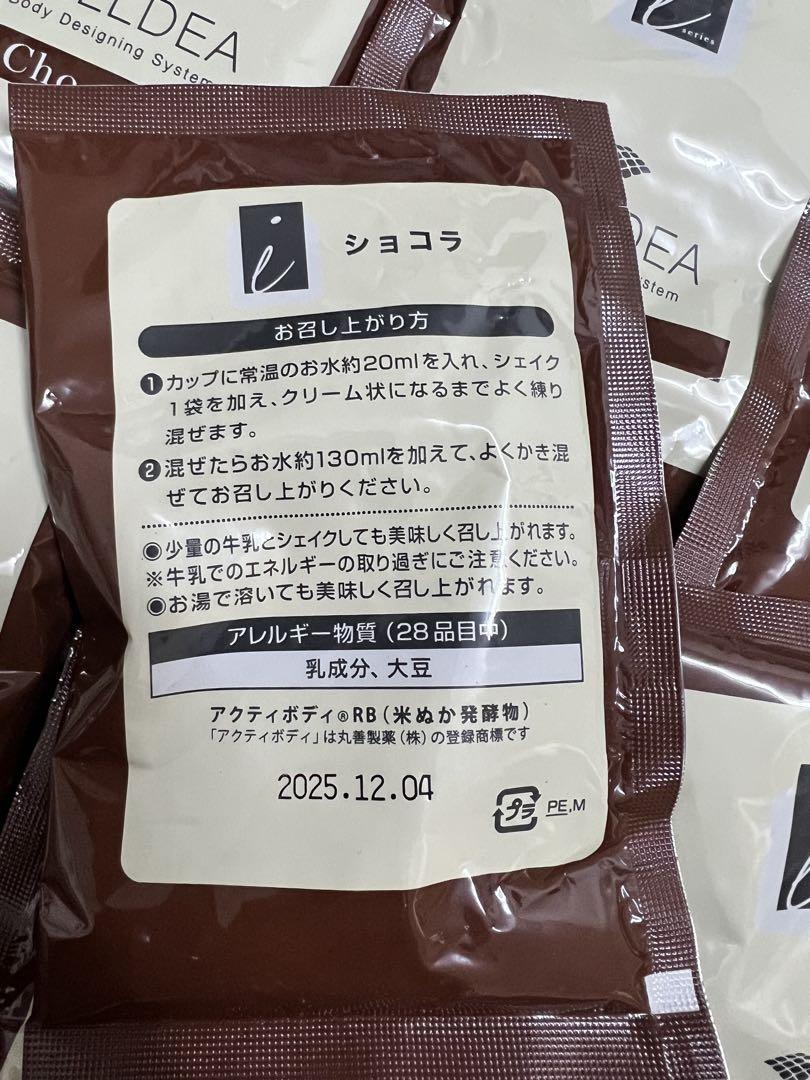 Body Designing System
Cho
series
DEA
stem
ショコラ
お召し上がり方
❶カップに常温のお水約20mlを入れ、シェイク
1袋を加え、クリーム状になるまでよく練り
混ぜます。
❷混ぜたらお水約130mlを加えて、よくかき混
ぜてお召し上がりください。
◉少量の牛乳とシェイクしても美味しく召し上がれます。
※牛乳でのエネルギーの取り過ぎにご注意ください。
◉お湯で溶いても美味しく召し上がれます。
アレルギー物質（28品目中）
乳成分、大豆
アクティボディ®RB（米ぬか発酵物）
「アクティボディ」は丸善製薬（株）の登録商標です
2025.12.04
プラ PE,M